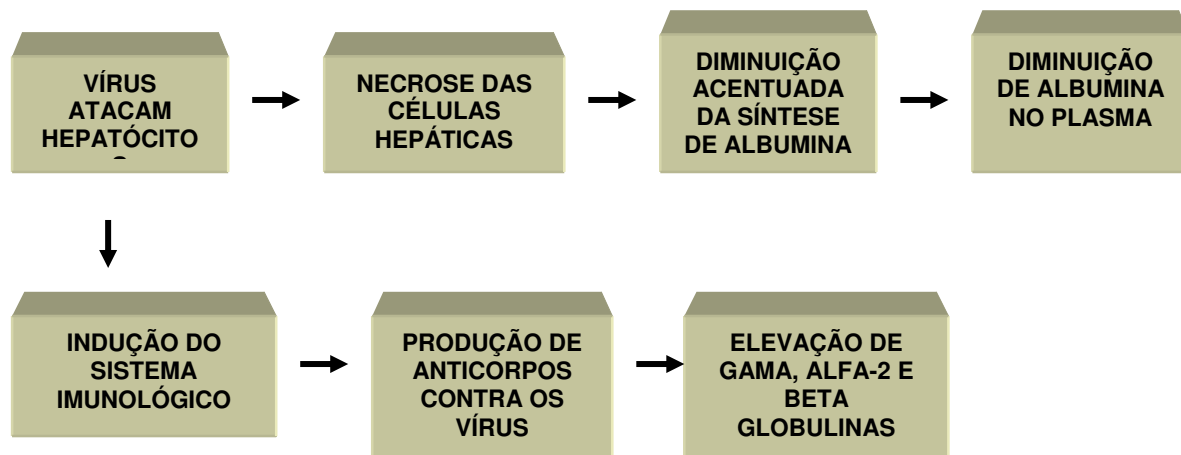 VÍRUS
ATACAM
HEPATÓCITO
NECROSE DAS
CÉLULAS
HEPÁTICAS
DIMINUIÇÃO
ACENTUADA
DA SÍNTESE
DE ALBUMINA
DIMINUIÇÃO
DE ALBUMINA
NO PLASMA
INDUÇÃO DO
SISTEMA
IMUNOLÓGICO
PRODUÇÃO DE
ANTICORPOS
CONTRA OS
VÍRUS
ELEVAÇÃO DE
GAMA, ALFA-2 E
BETA
GLOBULINAS